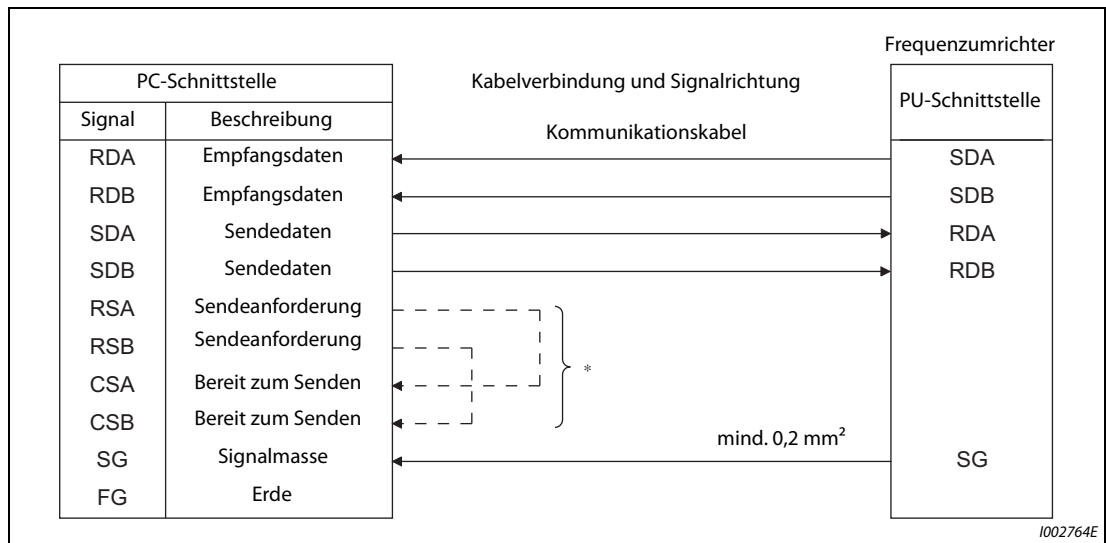 Frequenzumrichter
PC-Schnittstelle
Kabelverbindung und Signalrichtung
PU-Schnittstelle
Signal Beschreibung
Kommunikationskabel
RDA Empfangsdaten SDA
RDB Empfangsdaten SDB
SDA Sendedaten RDA
SDB Sendedaten RDB
RSA Sendeanforderung
RSB Sendeanforderung
*
CSA Bereit zum Senden
CSB Bereit zum Senden
mind. 0,2 mm²
SG Signalmasse SG
FG Erde
I002764E